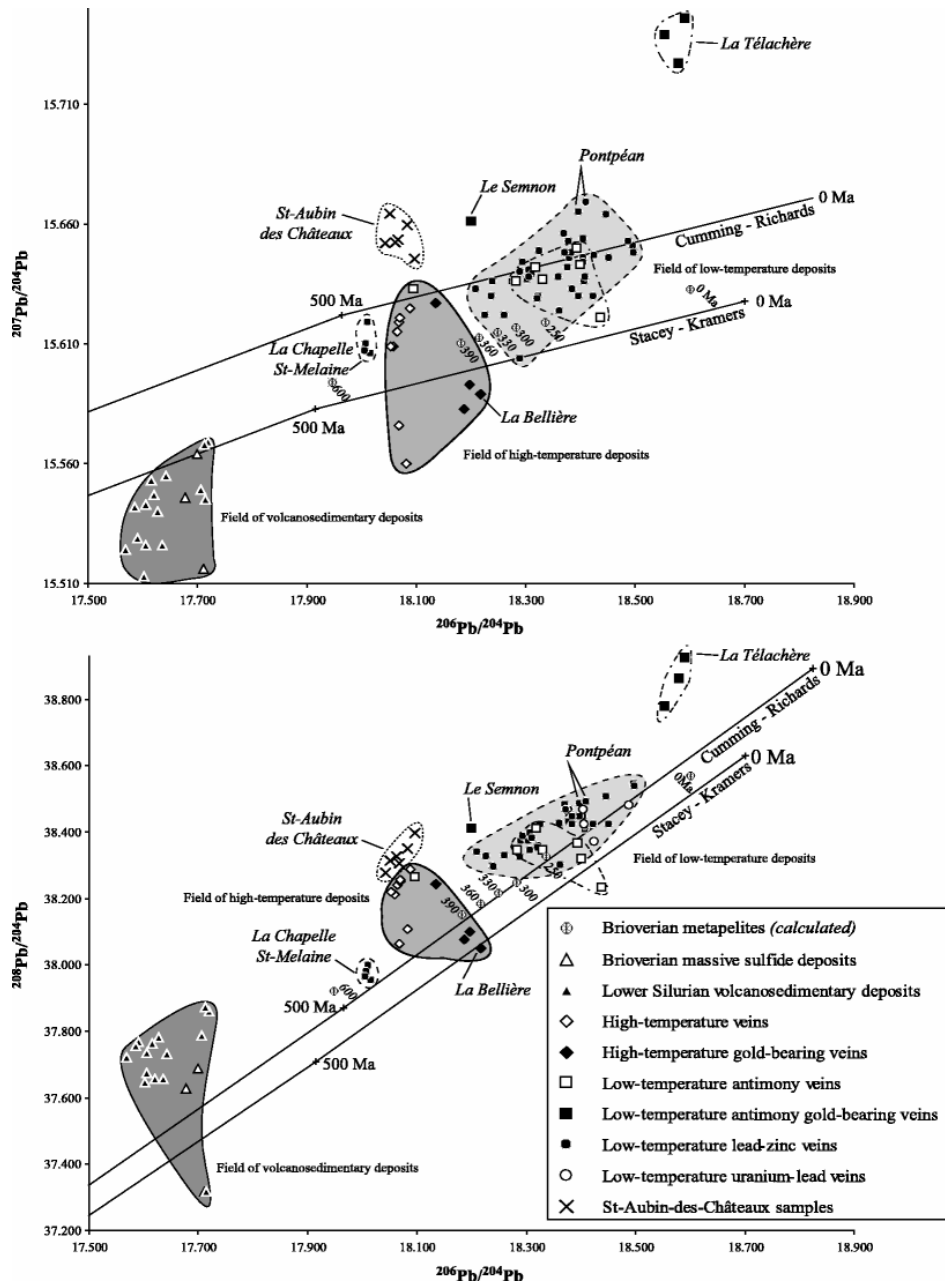 La Télachère
15.710
Pontpéan
Le Semnon
St-Aubin
des Châteaux
15.660
0 Ma
Cumming - Richards
Field of low-temperature deposits
0 Ma
0 Ma
Stacey - Kramers
207Pb/204Pb
500 Ma
15.610
La Chapelle
St-Melaine
600
390
360
330
300
250
500 Ma
La Bellière
Field of high-temperature deposits
15.560
Field of volcanosedimentary deposits
15.510
17.500 17.700 17.900 18.100 18.300 18.500 18.700 18.900
206Pb/204Pb
La Télachère
0 Ma
38.800
Cumming - Richards
Pontpéan
0 Ma
38.600
Le Semnon
0Ma
Stacey - Kramers
St-Aubin
des Châteaux
38.400
Field of low-temperature deposits
250
Field of high-temperature deposits
390
360
330
300
38.200
208Pb/204Pb
La Chapelle
St-Melaine
38.000
600
La Bellière
500 Ma
37.800
500 Ma
37.600
37.400
Field of volcanosedimentary deposits
37.200
Brioverian metapelites (calculated)
Brioverian massive sulfide deposits
Lower Silurian volcanosedimentary deposits
High-temperature veins
High-temperature gold-bearing veins
Low-temperature antimony veins
Low-temperature antimony gold-bearing veins
Low-temperature lead-zinc veins
Low-temperature uranium-lead veins
St-Aubin-des-Châteaux samples
17.500 17.700 17.900 18.100 18.300 18.500 18.700 18.900
206Pb/204Pb